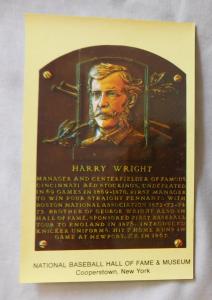 HARRY WRIGHT
MANAGER AND CENTERFIELDER OF FAMOUS
CINCINNATI RED STOCKINGS, UNDEFEATED
IN 69 GAMES IN 1869-1870. FIRST MANAGER
TO WIN FOUR STRAIGHT PENNANTS WITH
BOSTON NATIONAL ASSOCIATION 1872-73-74-
75. BROTHER OF GEORGE WRIGHT ALSO IN
HALL OF FAME. SPONSORED FIRST BASEBALL
TOUR TO ENGLAND IN 1874. INTRODUCED
KNICKER UNIFORMS. HIT 7 HOME RUNS IN
GAME AT NEWPORT, KY. IN 1867.
NATIONAL BASEBALL HALL OF FAME & MUSEUM
Cooperstown, New York